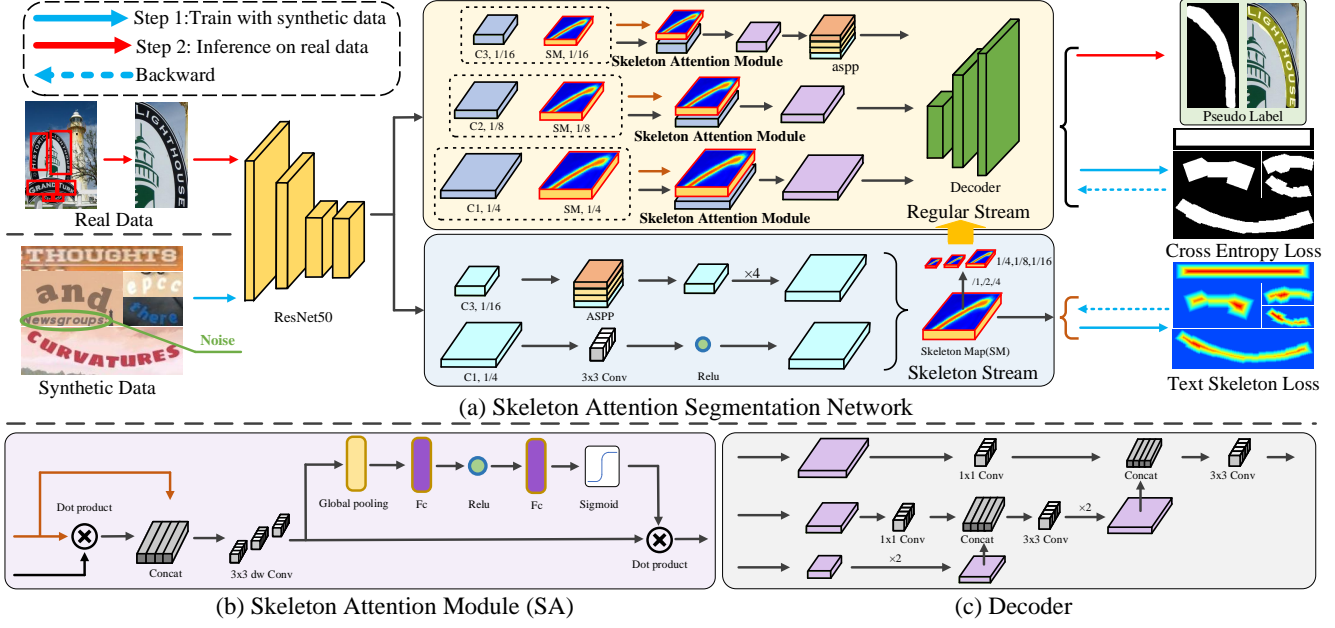 Step 1:Train with synthetic data
Step 2: Inference on real data
Backward
HISTORIC
LIGHTHOUSE
GRAND TURK
LIGHTHOUSE
Real Data
THOUGHTS
and,
epcc
there
Newsgroups:
CURVATURES
Noise
Synthetic Data
ResNet50
C3, 1/16
SM, 1/16
Skeleton Attention Module
aspp
C2, 1/8
SM, 1/8
Skeleton Attention Module
C1, 1/4
SM, 1/4
Skeleton Attention Module
Decoder
Regular Stream
C3, 1/16
ASPP
×4
1/4,1/8,1/16
/1,/2,/4
C1, 1/4
3x3 Conv
Relu
Skeleton Map(SM)
Skeleton Stream
LIGHTHOUSE
Pseudo Label
Cross Entropy Loss
Text Skeleton Loss
(a) Skeleton Attention Segmentation Network
Dot product
Concat
3x3 dw Conv
Global pooling
Fc
Relu
Fc
Sigmoid
Dot product
(b) Skeleton Attention Module (SA)
1x1 Conv
Concat
3x3 Conv
1x1 Conv
Concat
3x3 Conv
×2
×2
(c) Decoder